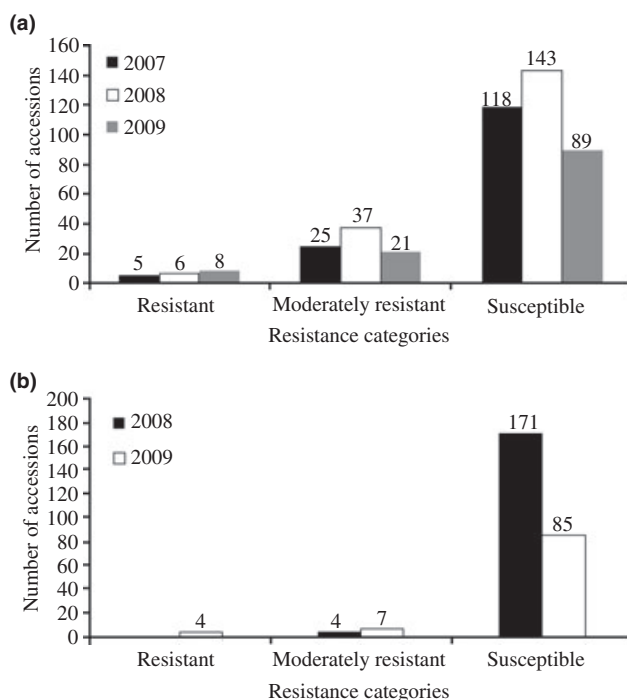 (a)
Number of accessions
160
140
120
100
80
60
40
20
0
2007
2008
2009
5 6 8
25 37 21
118 143 89
Resistant Moderately resistant Susceptible
Resistance categories
(b)
Number of accessions
200
180
160
140
120
100
80
60
40
20
0
2008
2009
4
4 7
171 85
Resistant Moderately resistant Susceptible
Resistance categories